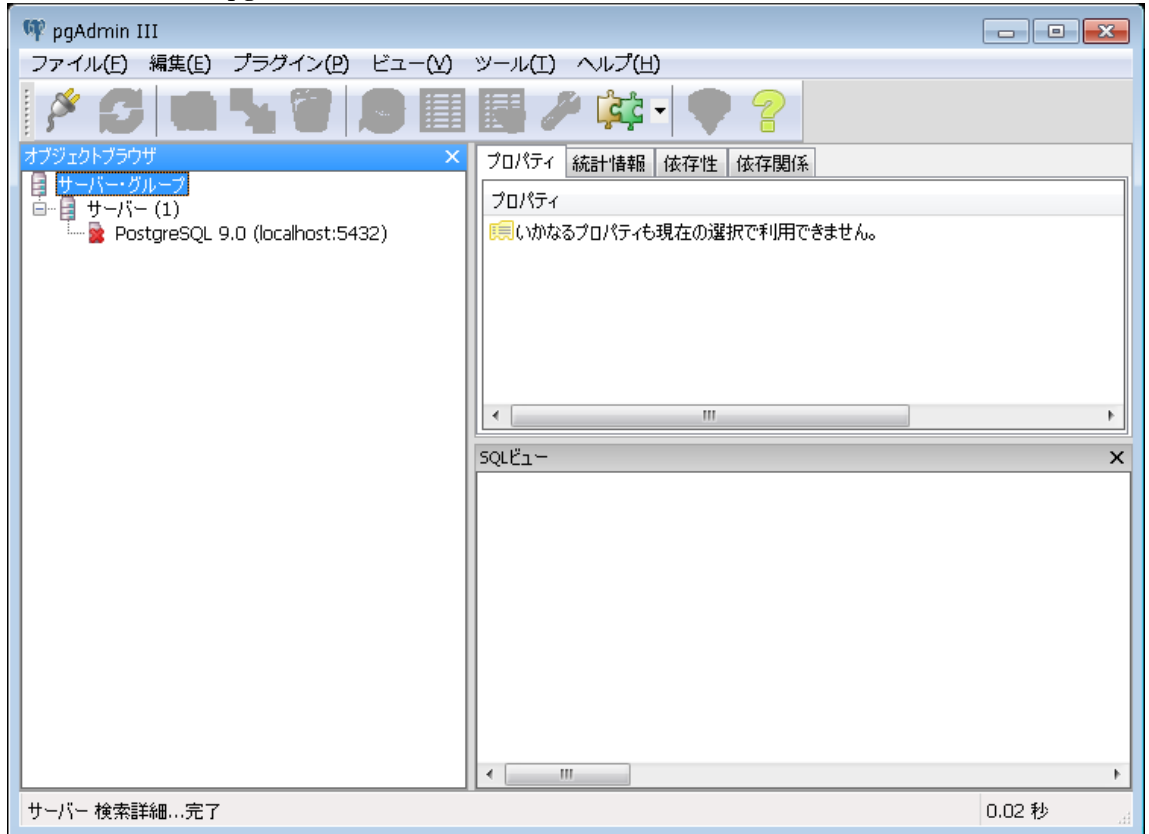 pgAdmin III
ファイル(F) 編集(E) プラグイン(P) ビュー(V) ツール(T) ヘルプ(H)
オブジェクトブラウザ
サーバー・グループ
サーバー (1)
PostgreSQL 9.0 (localhost:5432)
プロパティ 統計情報 依存性 依存関係
プロパティ
いかなるプロパティも現在の選択で利用できません。
SQLビュー
サーバー 検索詳細...完了 0.02 秒